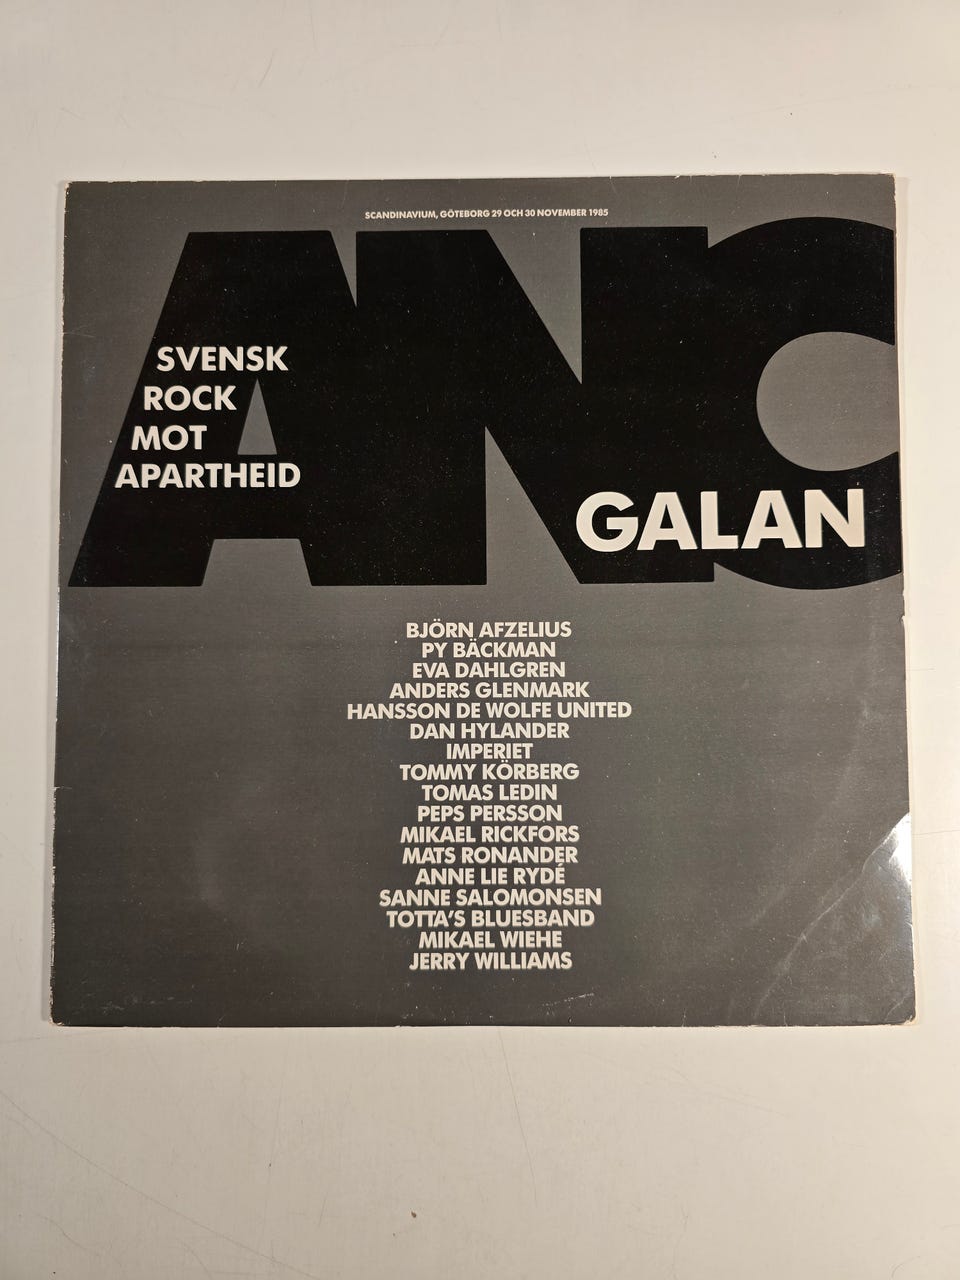 SCANDINAVIUM, GÖTEBORG 29 OCH 30 NOVEMBER 1985
ANC
SVENSK
ROCK
MOT
APARTHEID
GALAN
BJÖRN AFZELIUS
PY BÄCKMAN
EVA DAHLGREN
ANDERS GLENMARK
HANSSON DE WOLFE UNITED
DAN HYLANDER
IMPERIET
TOMMY KÖRBERG
TOMAS LEDIN
PEPS PERSSON
MIKAEL RICKFORS
MATS RONANDER
ANNE LIE RYDÉ
SANNE SALOMONSEN
TOTTA'S BLUESBAND
MIKAEL WIEHE
JERRY WILLIAMS